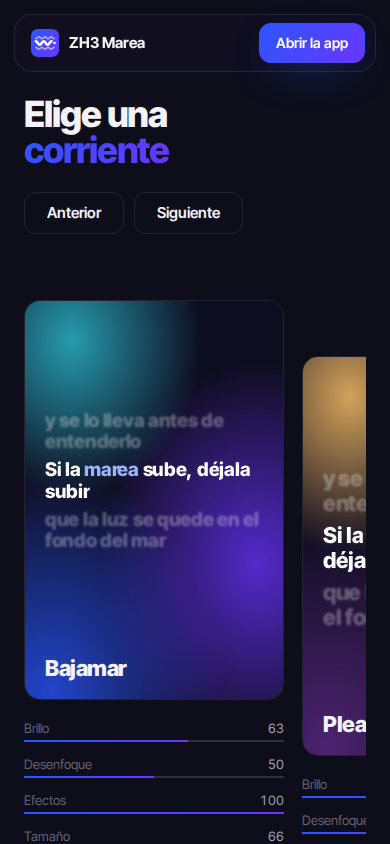 ZH3 Marea
Abrir la app
Elige una
corriente
Anterior
Siguiente
y se lo lleva antes de
entenderlo
Si la marea sube, déjala
subir
que la luz se quede en el
fondo del mar
Bajamar
Brillo 63
Desenfoque 50
Efectos 100
Tamaño 66
y se
Si la
Brillo